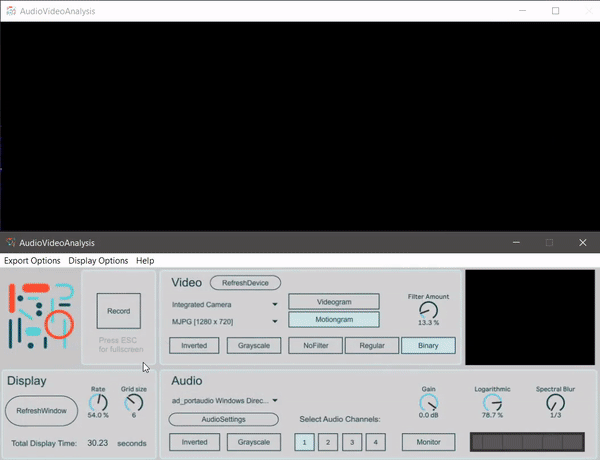 AudioVideoAnalysis
AudioVideoAnalysis
Export Options Display Options Help
Video RefreshDevice
Integrated Camera
MJPG [1280 x 720]
Videogram
Motiongram
Filter Amount
13.3 %
Inverted Grayscale NoFilter Regular Binary
Record
Press ESC
for fullscreen
Display
Rate Grid size
RefreshWindow
54.0 % 6
Total Display Time: 30.23 seconds
Audio
ad_portaudio Windows Direc...
AudioSettings
Gain Logarithmic Spectral Blur
0.0 dB 78.7 % 1/3
Select Audio Channels:
Inverted Grayscale 1 2 3 4 Monitor